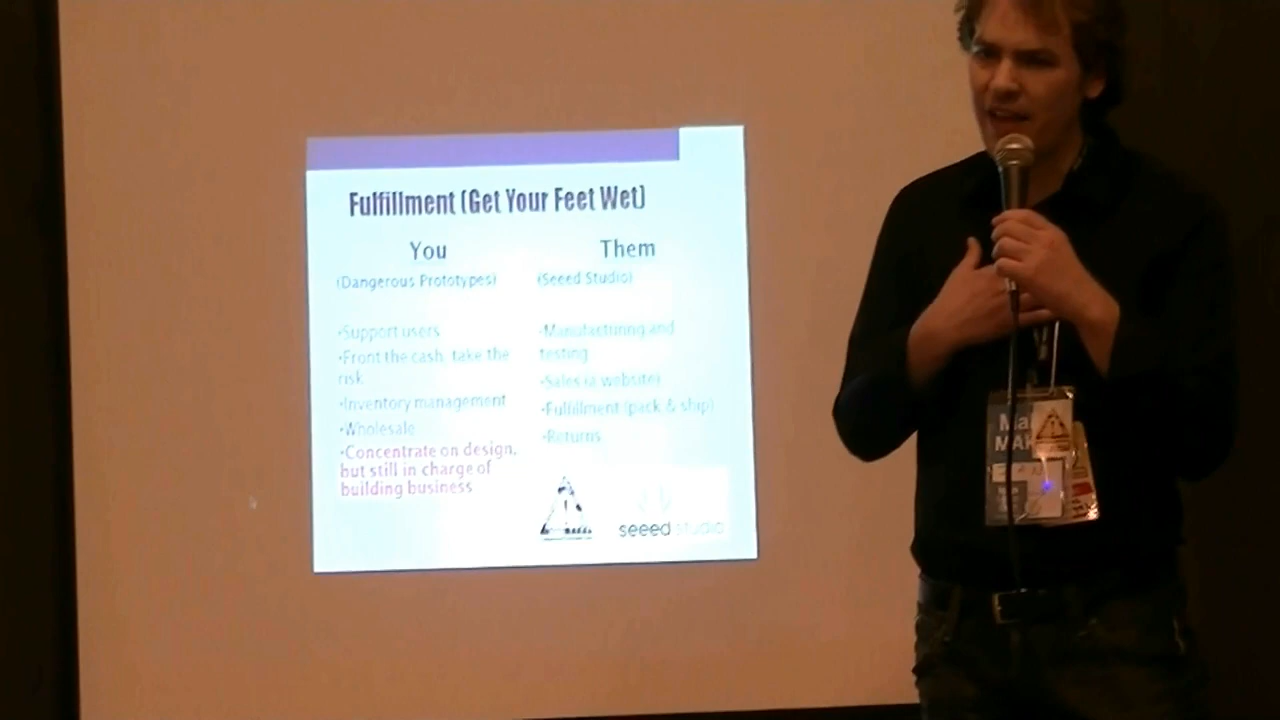 Fulfillment (Get Your Feet Wet)
You
(Dangerous Prototypes)
•Support users
•Front the cash, take the
risk
•Inventory management
•Wholesale
•Concentrate on design,
but still in charge of
building business
Them
(Seeed Studio)
•Manufacturing and
testing
•Sales (a website)
•Fulfillment (pack & ship)
•Returns
seeed studio